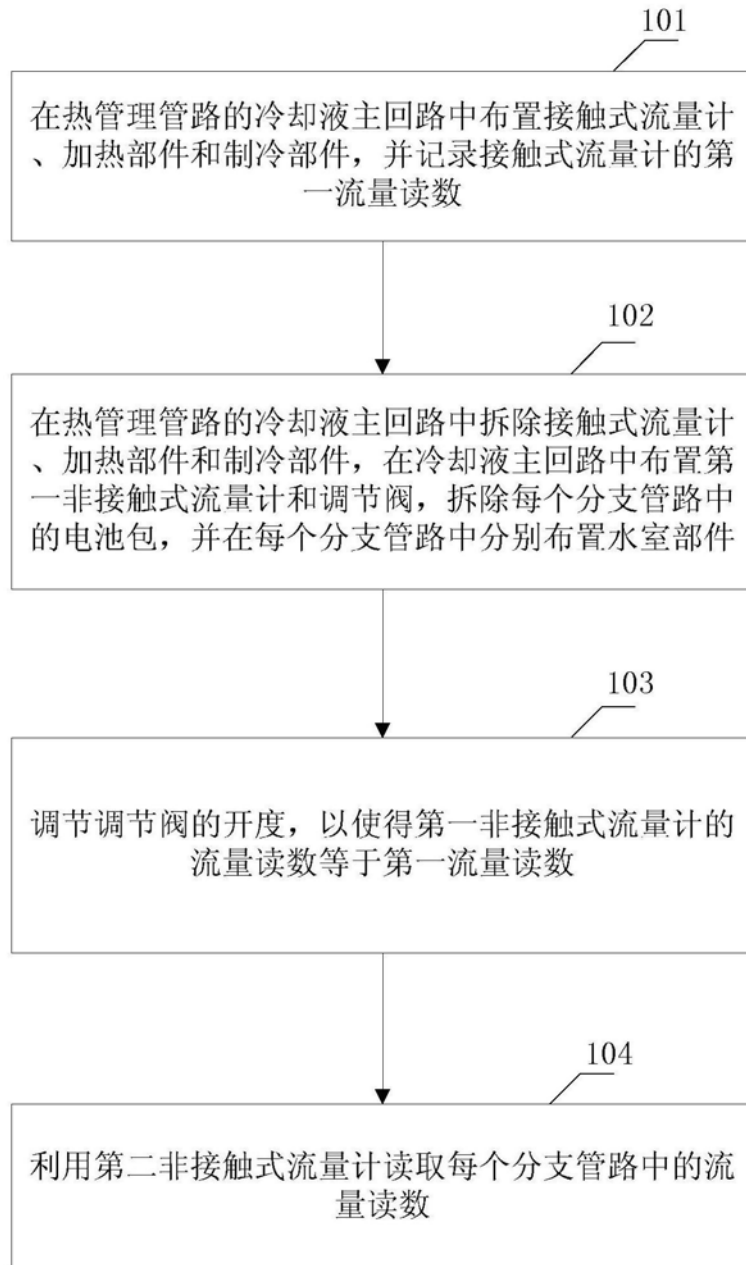 101
在热管理管路的冷却液主回路中布置接触式流量计
、加热部件和制冷部件，并记录接触式流量计的第
一流量读数
102
在热管理管路的冷却液主回路中拆除接触式流量计
、加热部件和制冷部件，在冷却液主回路中布置第
一非接触式流量计和调节阀，拆除每个分支管路中
的电池包，并在每个分支管路中分别布置水室部件
103
调节调节阀的开度，以使得第一非接触式流量计的
流量读数等于第一流量读数
104
利用第二非接触式流量计读取每个分支管路中的流
量读数